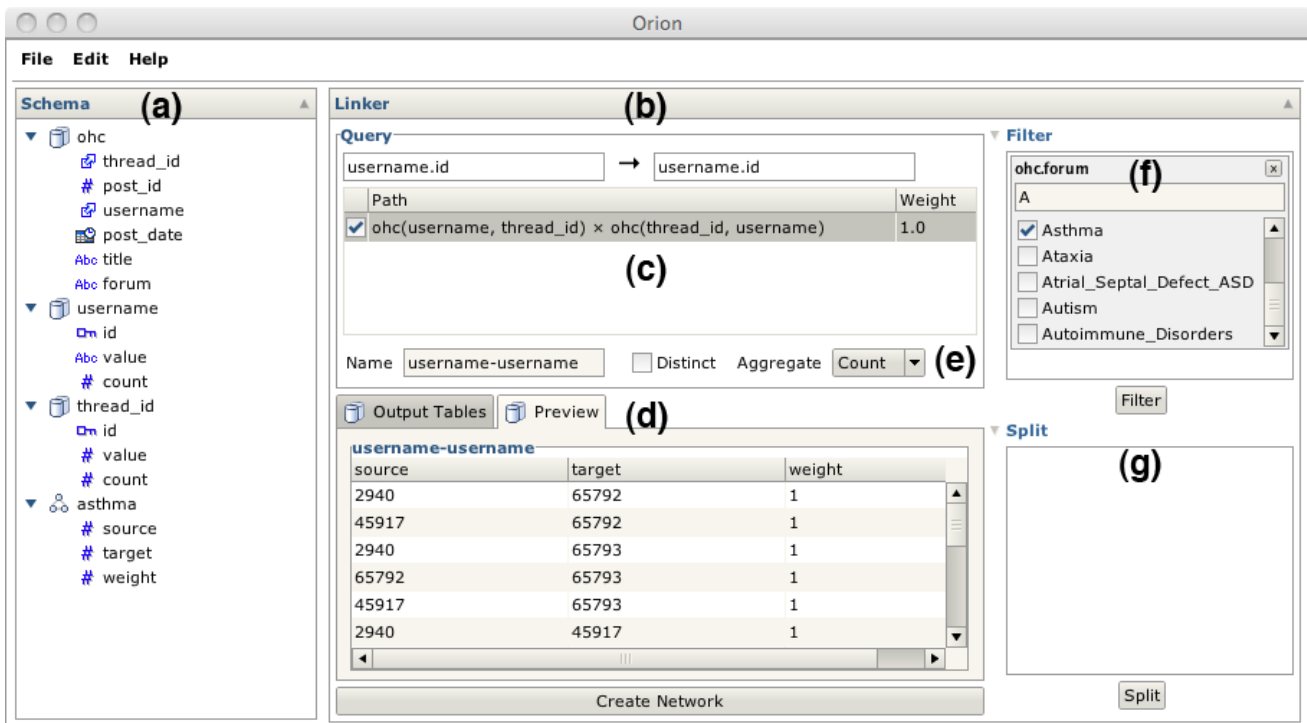 Orion
File Edit Help
Schema (a)
ohc
thread_id
# post_id
username
post_date
Abc title
Abc forum
username
id
Abc value
# count
thread_id
id
# value
# count
asthma
# source
# target
# weight
Linker (b)
Query
username.id → username.id
Path Weight
ohc(username, thread_id) × ohc(thread_id, username) 1.0
(c)
Name username-username Distinct Aggregate Count (e)
Output Tables Preview (d)
username-username
source target weight
2940 65792 1
45917 65792 1
2940 65793 1
65792 65793 1
45917 65793 1
2940 45917 1
Create Network
Filter
ohc.forum (f) x
A
Asthma
Ataxia
Atrial_Septal_Defect_ASD
Autism
Autoimmune_Disorders
Filter
Split
(g)
Split